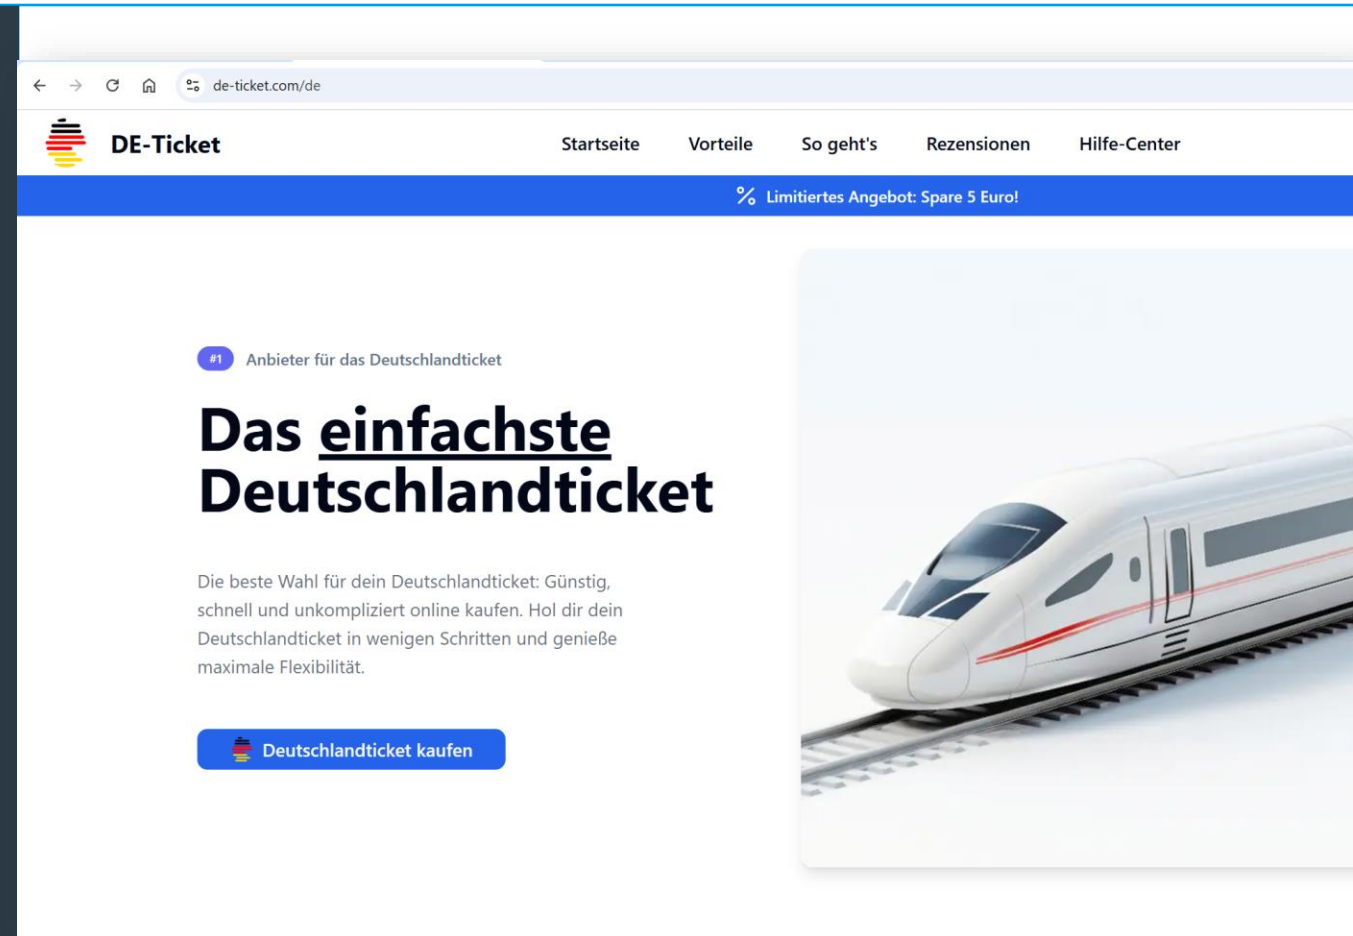 de-ticket.com/de
DE-Ticket
Startseite Vorteile So geht's Rezensionen Hilfe-Center
Limitiertes Angebot: Spare 5 Euro!
#1 Anbieter für das Deutschlandticket
Das einfachste
Deutschlandticket
Die beste Wahl für dein Deutschlandticket: Günstig,
schnell und unkompliziert online kaufen. Hol dir dein
Deutschlandticket in wenigen Schritten und genieße
maximale Flexibilität.
Deutschlandticket kaufen